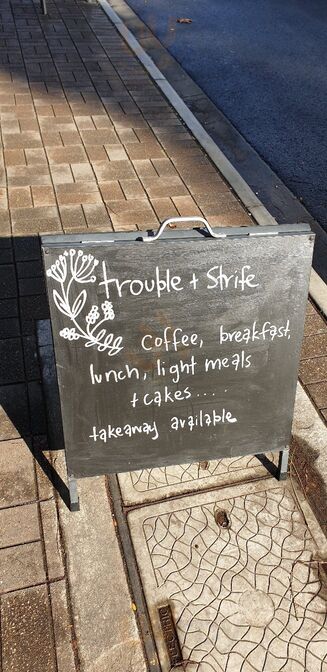 trouble + Strife
Coffee, breakfast,
lunch, light meals
+ cakes....
takeaway available